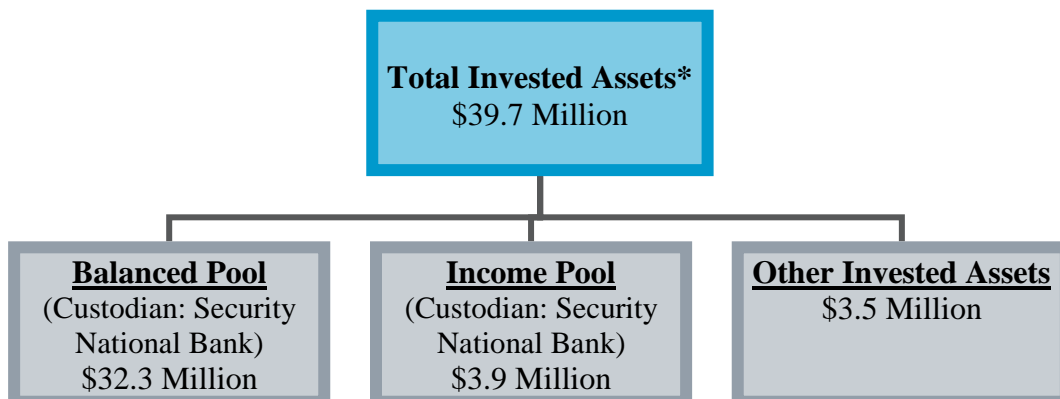 Total Invested Assets*
$39.7 Million
Balanced Pool
(Custodian: Security
National Bank)
$32.3 Million
Income Pool
(Custodian: Security
National Bank)
$3.9 Million
Other Invested Assets
$3.5 Million